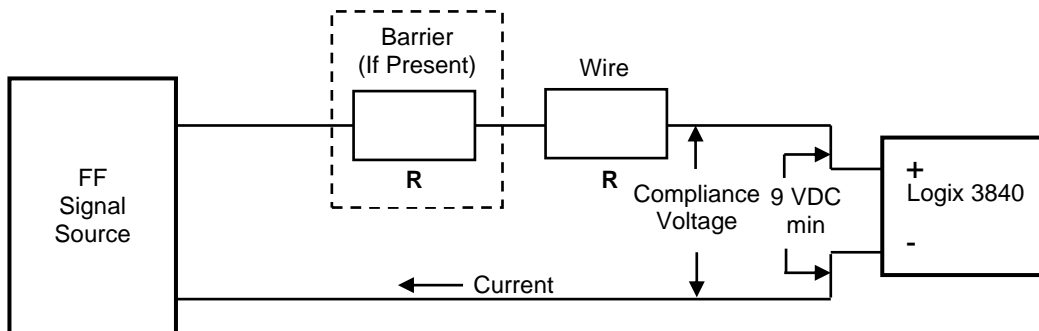 Barrier
(If Present)
Wire
FF
Signal
Source
R
R
Compliance
Voltage
9 VDC
min
+
Logix 3840
-
Current